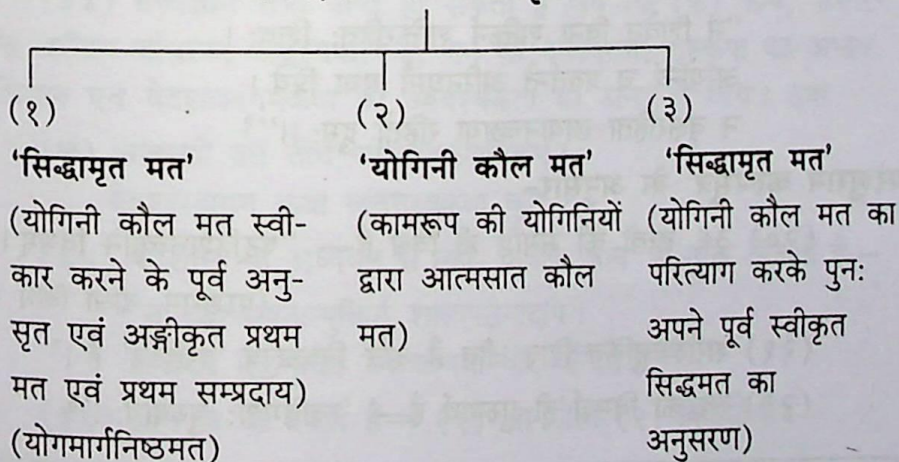 (१)
(२)
(३)
'सिद्धामृत मत'
'योगिनी कौल मत'
'सिद्धामृत मत'
(योगिनी कौल मत स्वी-
कार करने के पूर्व अनु-
सृत एवं अङ्गीकृत प्रथम
मत एवं प्रथम सम्प्रदाय)
(योगमार्गनिष्ठमत)
(कामरूप की योगिनियों
द्वारा आत्मसात कौल
मत)
(योगिनी कौल मत का
परित्याग करके पुनः
अपने पूर्व स्वीकृत
सिद्धमत का
अनुसरण)